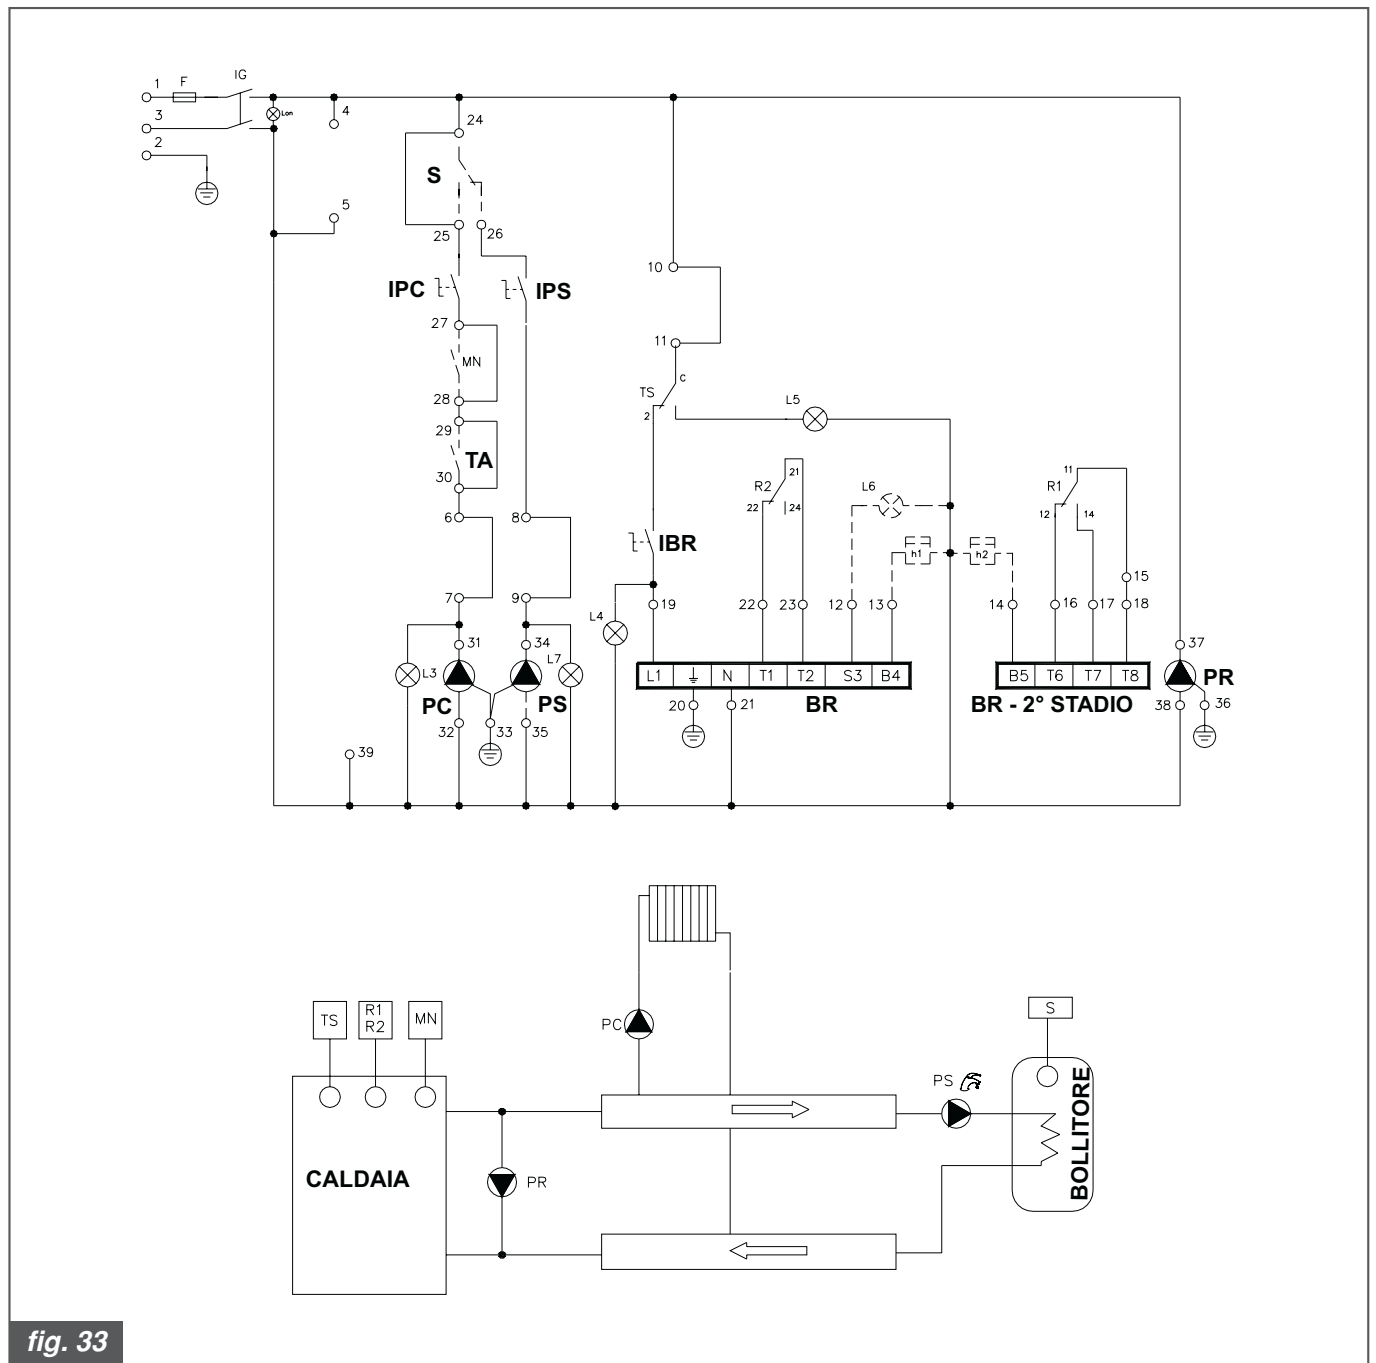 1 F IG
Lon
4
3
2
5
24
S
25 26
IPC IPS
27
MN
28
29
TA
30
6 8
7 9
31 34
L3 L7
PC PS
32 33 35
39
10
11
C
TS
2
L5
21
R2
22 24
L6
IBR
h1 h2
11
R1
12 14
15
L4
19 22 23 12 13 14 16 17 18
L1 N T1 T2 S3 B4
B5 T6 T7 T8
20 21 BR
BR - 2° STADIO
37
PR
38 36
TS R1 MN
R2
PC
S
PS
CALDAIA
PR
BOLLITORE
fig. 33